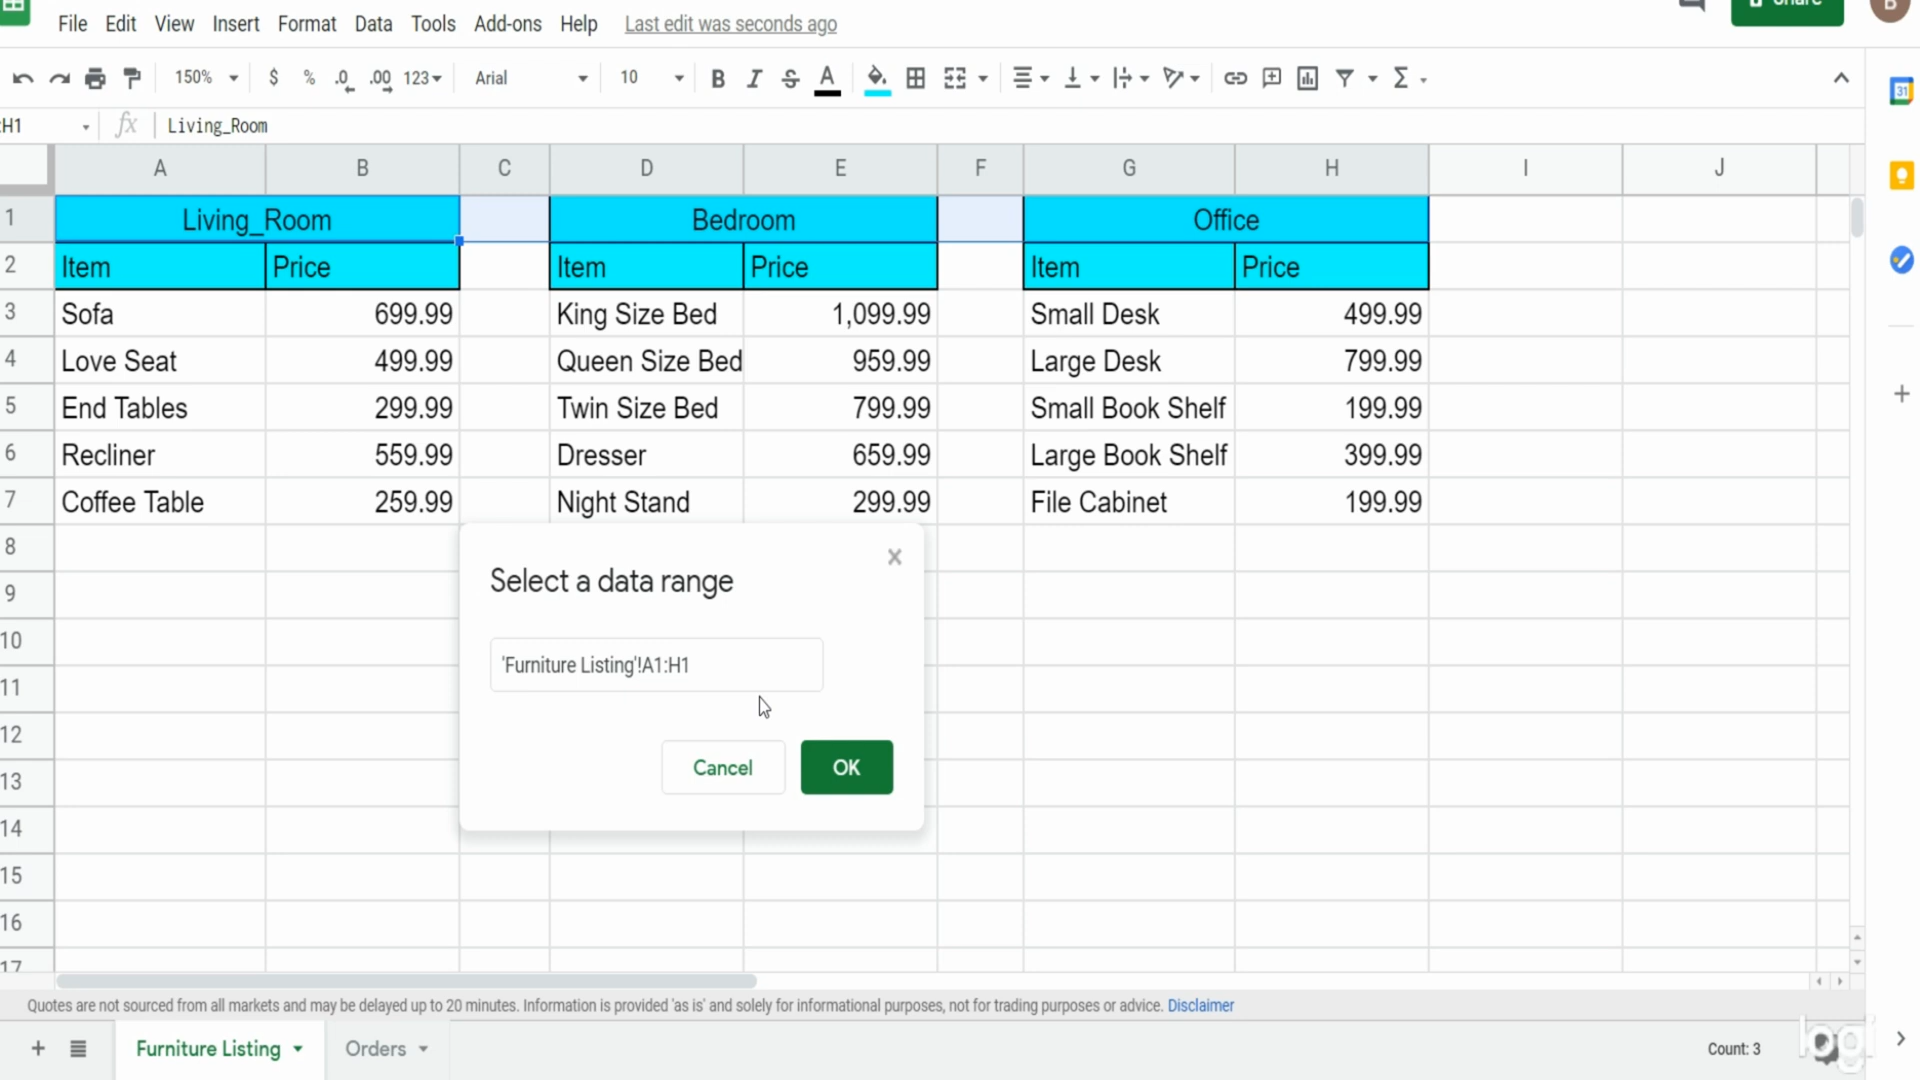 Share
B
File Edit View Insert Format Data Tools Add-ons Help Last edit was seconds ago
150% $ % .0 .00 123 Arial 10 B I S A Σ
31
:H1 fx Living_Room
A B C D E F G H I J
1 Living_Room Bedroom Office
2 Item Price Item Price Item Price
3 Sofa 699.99 King Size Bed 1,099.99 Small Desk 499.99
4 Love Seat 499.99 Queen Size Bed 959.99 Large Desk 799.99
5 End Tables 299.99 Twin Size Bed 799.99 Small Book Shelf 199.99
6 Recliner 559.99 Dresser 659.99 Large Book Shelf 399.99
7 Coffee Table 259.99 Night Stand 299.99 File Cabinet 199.99
8
9
10
11
12
13
14
15
16
17
Select a data range
'Furniture Listing'!A1:H1
Cancel OK
Quotes are not sourced from all markets and may be delayed up to 20 minutes. Information is provided 'as is' and solely for informational purposes, not for trading purposes or advice. Disclaimer
Furniture Listing Orders Count: 3